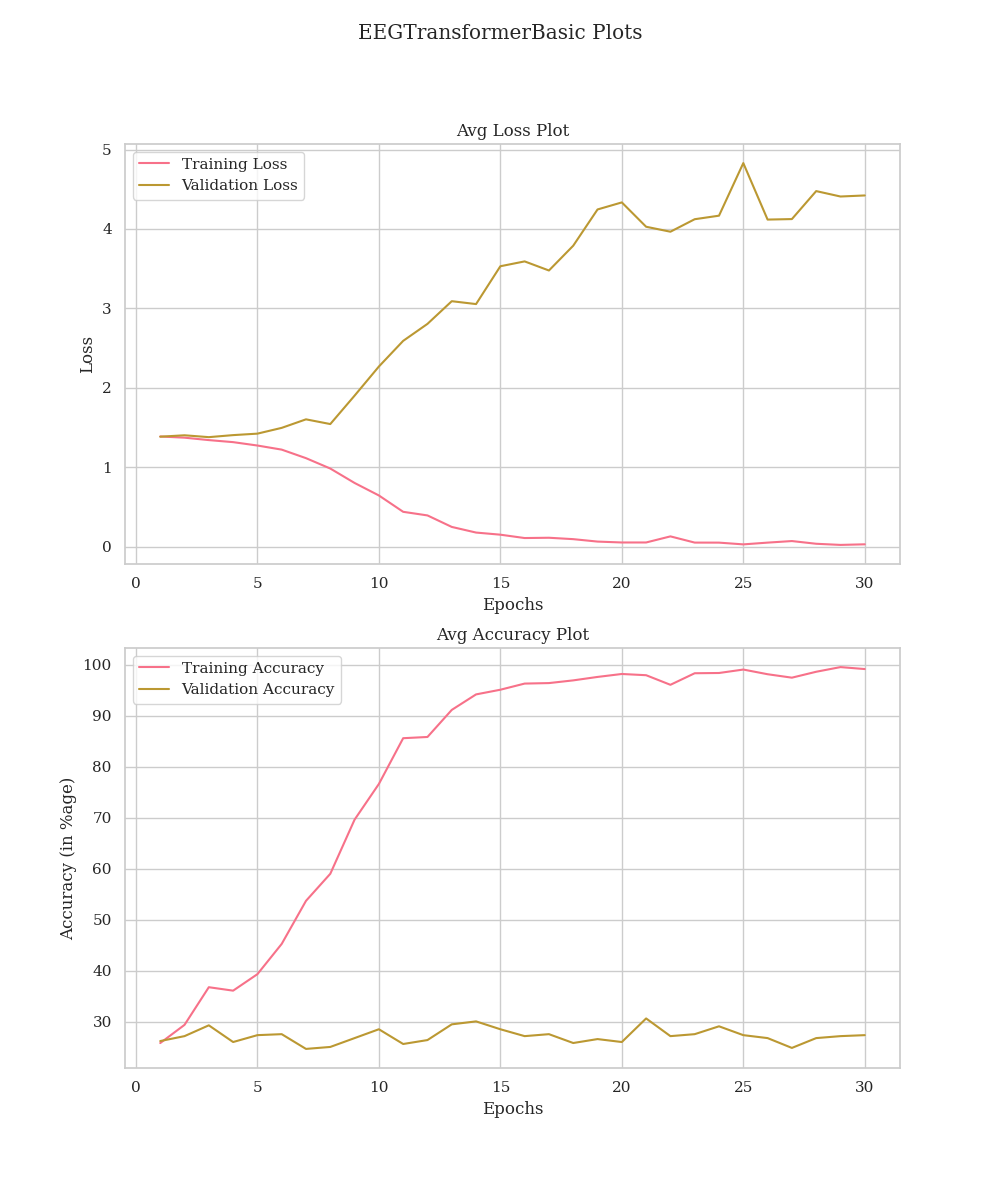 EEGTransformerBasic Plots
Avg Loss Plot
Training Loss
Validation Loss
5
4
3
2
1
0
Loss
0 5 10 15 20 25 30
Epochs
Avg Accuracy Plot
Training Accuracy
Validation Accuracy
100
90
80
70
60
50
40
30
Accuracy (in %age)
0 5 10 15 20 25 30
Epochs